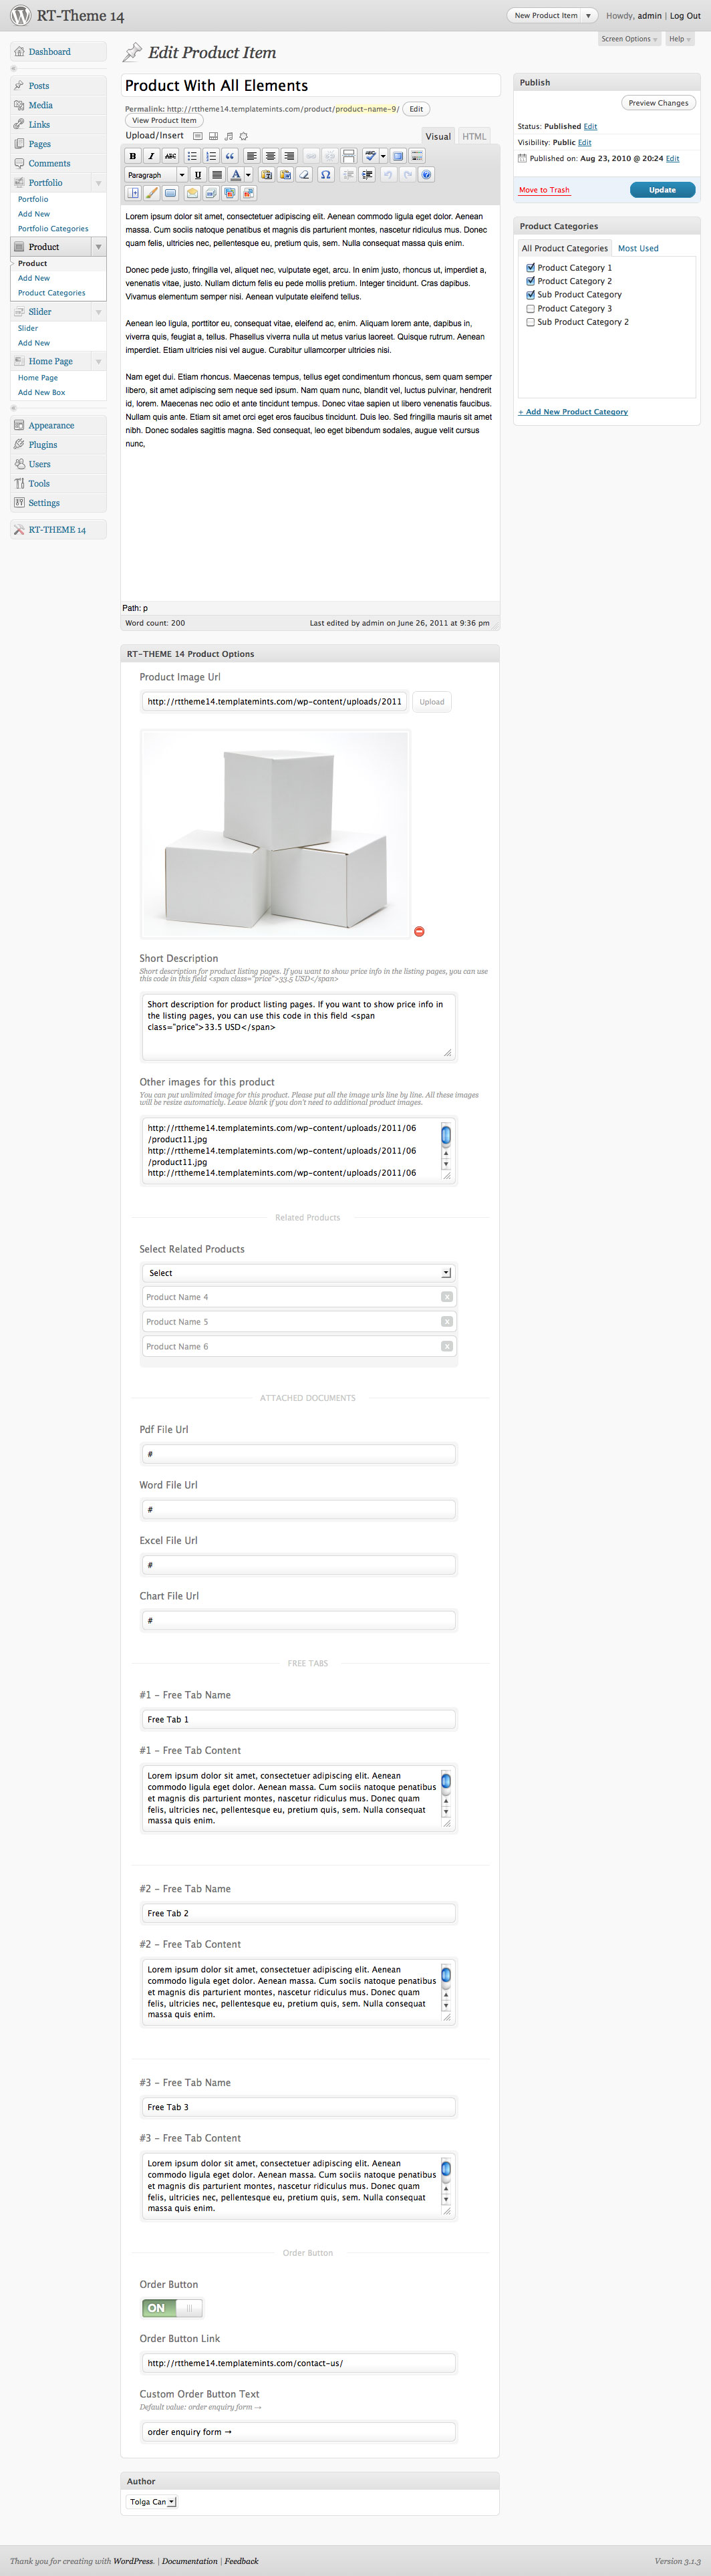 RT-Theme 14
New Product Item
Howdy, admin | Log Out
Screen Options
Help
Dashboard
Posts
Media
Links
Pages
Comments
Portfolio
Portfolio
Add New
Portfolio Categories
Product
Product
Add New
Product Categories
Slider
Slider
Add New
Home Page
Home Page
Add New Box
Appearance
Plugins
Users
Tools
Settings
RT-THEME 14
Edit Product Item
Product With All Elements
Permalink: http://rttheme14.templatemints.com/product/product-name-9/ Edit
View Product Item
Upload/Insert
Visual
HTML
B I ABC
ABC
Paragraph
U
A
Ω
Lorem ipsum dolor sit amet, consectetuer adipiscing elit. Aenean commodo ligula eget dolor. Aenean
massa. Cum sociis natoque penatibus et magnis dis parturient montes, nascetur ridiculus mus. Donec
quam felis, ultricies nec, pellentesque eu, pretium quis, sem. Nulla consequat massa quis enim.
Donec pede justo, fringilla vel, aliquet nec, vulputate eget, arcu. In enim justo, rhoncus ut, imperdiet a,
venenatis vitae, justo. Nullam dictum felis eu pede mollis pretium. Integer tincidunt. Cras dapibus.
Vivamus elementum semper nisi. Aenean vulputate eleifend tellus.
Aenean leo ligula, porttitor eu, consequat vitae, eleifend ac, enim. Aliquam lorem ante, dapibus in,
viverra quis, feugiat a, tellus. Phasellus viverra nulla ut metus varius laoreet. Quisque rutrum. Aenean
imperdiet. Etiam ultricies nisi vel augue. Curabitur ullamcorper ultricies nisi.
Nam eget dui. Etiam rhoncus. Maecenas tempus, tellus eget condimentum rhoncus, sem quam semper
libero, sit amet adipiscing sem neque sed ipsum. Nam quam nunc, blandit vel, luctus pulvinar, hendrerit
id, lorem. Maecenas nec odio et ante tincidunt tempus. Donec vitae sapien ut libero venenatis faucibus.
Nullam quis ante. Etiam sit amet orci eget eros faucibus tincidunt. Duis leo. Sed fringilla mauris sit amet
nibh. Donec sodales sagittis magna. Sed consequat, leo eget bibendum sodales, augue velit cursus
nunc,
Path: p
Word count: 200
Last edited by admin on June 26, 2011 at 9:36 pm
Publish
Preview Changes
Status: Published Edit
Visibility: Public Edit
Published on: Aug 23, 2010 @ 20:24 Edit
Move to Trash
Update
Product Categories
All Product Categories
Most Used
Product Category 1
Product Category 2
Sub Product Category
Product Category 3
Sub Product Category 2
+ Add New Product Category
RT-THEME 14 Product Options
Product Image Url
http://rttheme14.templatemints.com/wp-content/uploads/2011
Upload
Short Description
Short description for product listing pages. If you want to show price info in the listing pages, you can use
this code in this field <span class="price">33,5 USD</span>
Short description for product listing pages. If you want to show price info in
the listing pages, you can use this code in this field <span
class="price">33.5 USD</span>
Other images for this product
You can put unlimited image for this product. Please put all the image urls line by line. All these images
will be resize automaticly. Leave blank if you don't need to additional product images.
http://rttheme14.templatemints.com/wp-content/uploads/2011/06
/product11.jpg
http://rttheme14.templatemints.com/wp-content/uploads/2011/06
/product11.jpg
http://rttheme14.templatemints.com/wp-content/uploads/2011/06
Related Products
Select Related Products
Select
Product Name 4 x
Product Name 5 x
Product Name 6 x
ATTACHED DOCUMENTS
Pdf File Url
#
Word File Url
#
Excel File Url
#
Chart File Url
#
FREE TABS
#1 - Free Tab Name
Free Tab 1
#1 - Free Tab Content
Lorem ipsum dolor sit amet, consectetuer adipiscing elit. Aenean
commodo ligula eget dolor. Aenean massa. Cum sociis natoque penatibus
et magnis dis parturient montes, nascetur ridiculus mus. Donec quam
felis, ultricies nec, pellentesque eu, pretium quis, sem. Nulla consequat
massa quis enim.
#2 - Free Tab Name
Free Tab 2
#2 - Free Tab Content
Lorem ipsum dolor sit amet, consectetuer adipiscing elit. Aenean
commodo ligula eget dolor. Aenean massa. Cum sociis natoque penatibus
et magnis dis parturient montes, nascetur ridiculus mus. Donec quam
felis, ultricies nec, pellentesque eu, pretium quis, sem. Nulla consequat
massa quis enim.
#3 - Free Tab Name
Free Tab 3
#3 - Free Tab Content
Lorem ipsum dolor sit amet, consectetuer adipiscing elit. Aenean
commodo ligula eget dolor. Aenean massa. Cum sociis natoque penatibus
et magnis dis parturient montes, nascetur ridiculus mus. Donec quam
felis, ultricies nec, pellentesque eu, pretium quis, sem. Nulla consequat
massa quis enim.
Order Button
Order Button
ON
Order Button Link
http://rttheme14.templatemints.com/contact-us/
Custom Order Button Text
Default value: order enquiry form →
order enquiry form →
Author
Tolga Can
Thank you for creating with WordPress. | Documentation | Feedback
Version 3.1.3